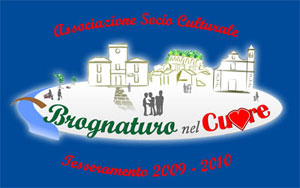 Associazione Socio Culturale
Brognaturo nel Cuore
Tesseramento 2009 - 2010